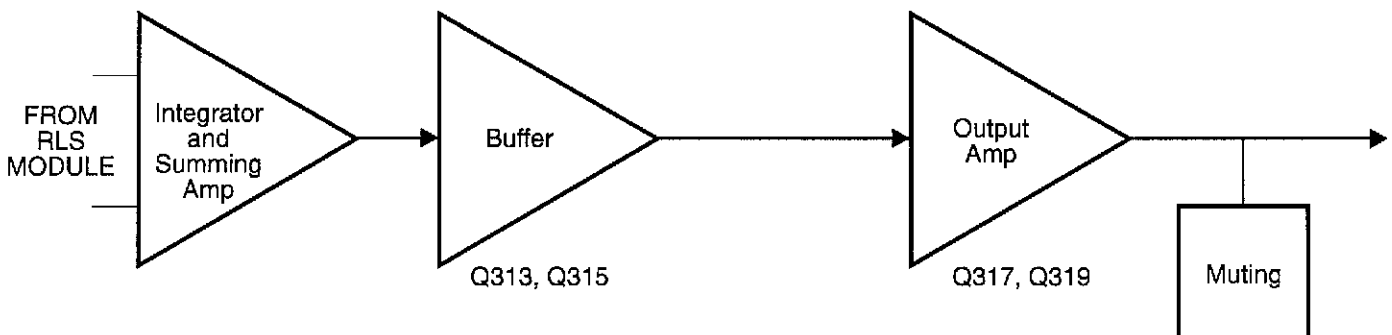 FROM
RLS
MODULE
Integrator
and
Summing
Amp
Buffer
Q313, Q315
Output
Amp
Q317, Q319
Muting